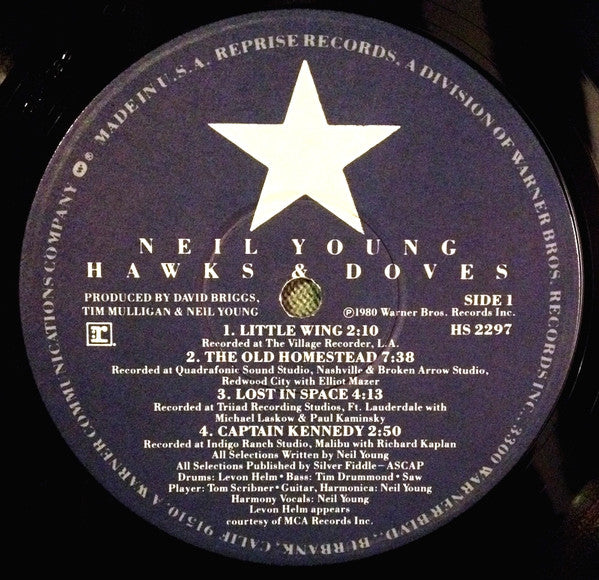 MADE IN U.S.A. REPRISE RECORDS, A DIVISION OF WARNER BROS. RECORDS INC., 3300 WARNER BLVD., BURBANK, CALIF. 91510, A WARNER COMMUNICATIONS COMPANY ®
NEIL YOUNG
HAWKS & DOVES
PRODUCED BY DAVID BRIGGS,
TIM MULLIGAN & NEIL YOUNG
SIDE 1
℗1980 Warner Bros. Records Inc.
HS 2297
r
1. LITTLE WING 2:10
Recorded at The Village Recorder, L.A.
2. THE OLD HOMESTEAD 7:38
Recorded at Quadrafonic Sound Studio, Nashville & Broken Arrow Studio,
Redwood City with Elliot Mazer
3. LOST IN SPACE 4:13
Recorded at Triiad Recording Studios, Ft. Lauderdale with
Michael Laskow & Paul Kaminsky
4. CAPTAIN KENNEDY 2:50
Recorded at Indigo Ranch Studio, Malibu with Richard Kaplan
All Selections Written by Neil Young
All Selections Published by Silver Fiddle–ASCAP
Drums: Levon Helm • Bass: Tim Drummond • Saw
Player: Tom Scribner • Guitar, Harmonica: Neil Young
Harmony Vocals: Neil Young
Levon Helm appears
courtesy of MCA Records Inc.